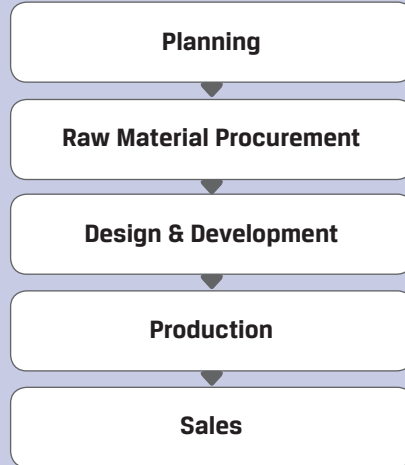 Planning
Raw Material Procurement
Design & Development
Production
Sales